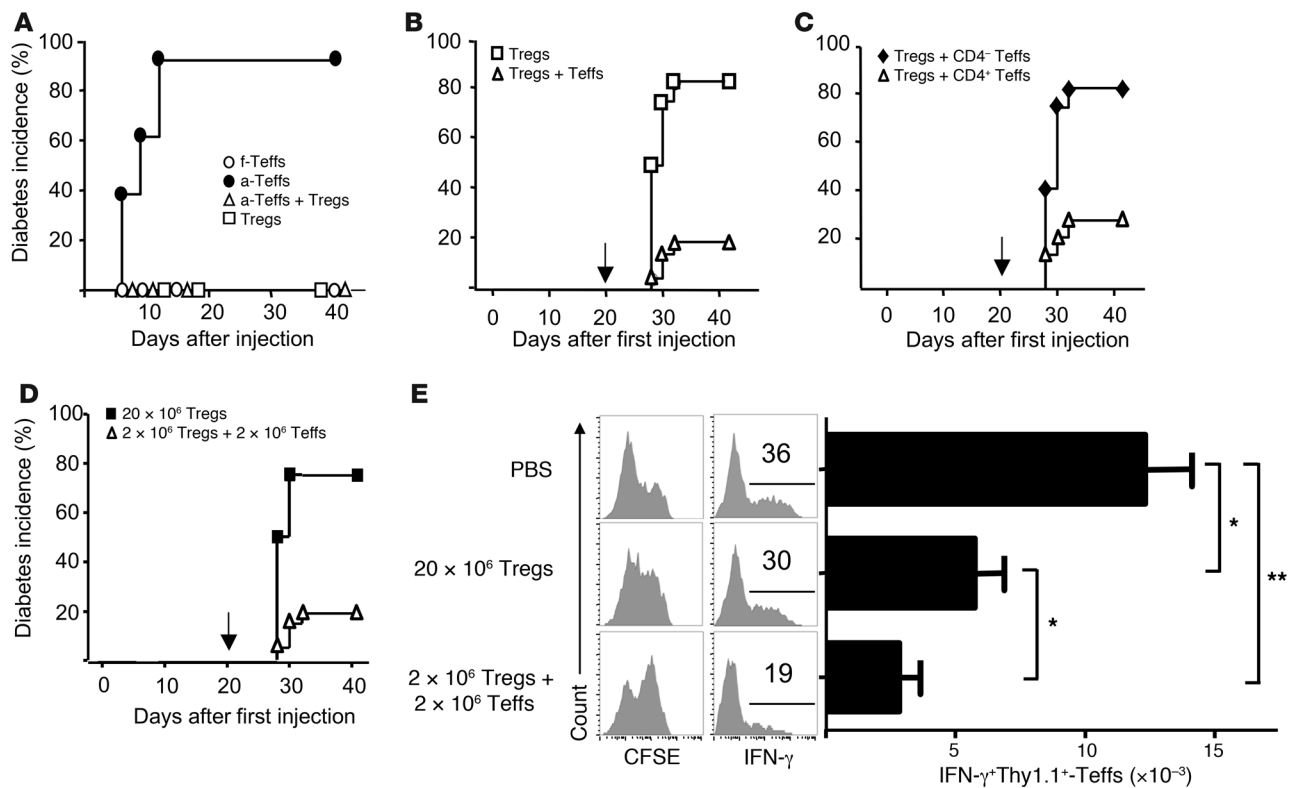 A
Diabetes incidence (%)
100
80
60
40
20
f-Teffs
a-Teffs
a-Teffs + Tregs
Tregs
10 20 30 40
Days after injection
B
100
80
60
40
20
Tregs
Tregs + Teffs
0 10 20 30 40
Days after first injection
C
100
80
60
40
20
Tregs + CD4⁻ Teffs
Tregs + CD4⁺ Teffs
0 10 20 30 40
Days after first injection
D
Diabetes incidence (%)
100
80
60
40
20
20 × 10⁶ Tregs
2 × 10⁶ Tregs + 2 × 10⁶ Teffs
0 10 20 30 40
Days after first injection
E
PBS
36
20 × 10⁶ Tregs
30
2 × 10⁶ Tregs +
2 × 10⁶ Teffs
19
Count
CFSE
IFN-γ
*
*
**
5 10 15
IFN-γ⁺Thy1.1⁺-Teffs (×10⁻³)